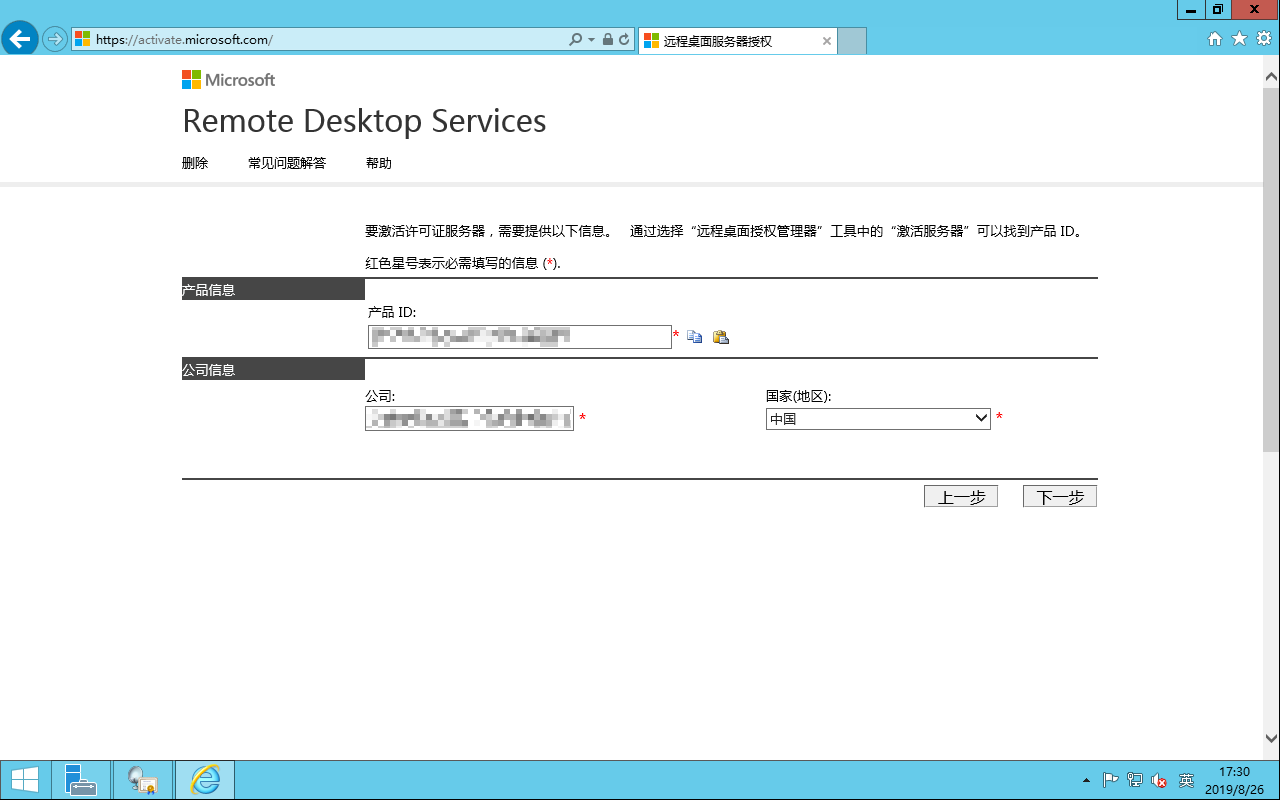 https://activate.microsoft.com/
远程桌面服务器授权
Microsoft
Remote Desktop Services
删除 常见问题解答 帮助
要激活许可证服务器，需要提供以下信息。 通过选择“远程桌面授权管理器”工具中的“激活服务器”可以找到产品 ID。
红色星号表示必需填写的信息 (*).
产品信息
产品 ID:
*
公司信息
公司: 国家(地区):
* 中国 *
上一步 下一步
英
17:30
2019/8/26